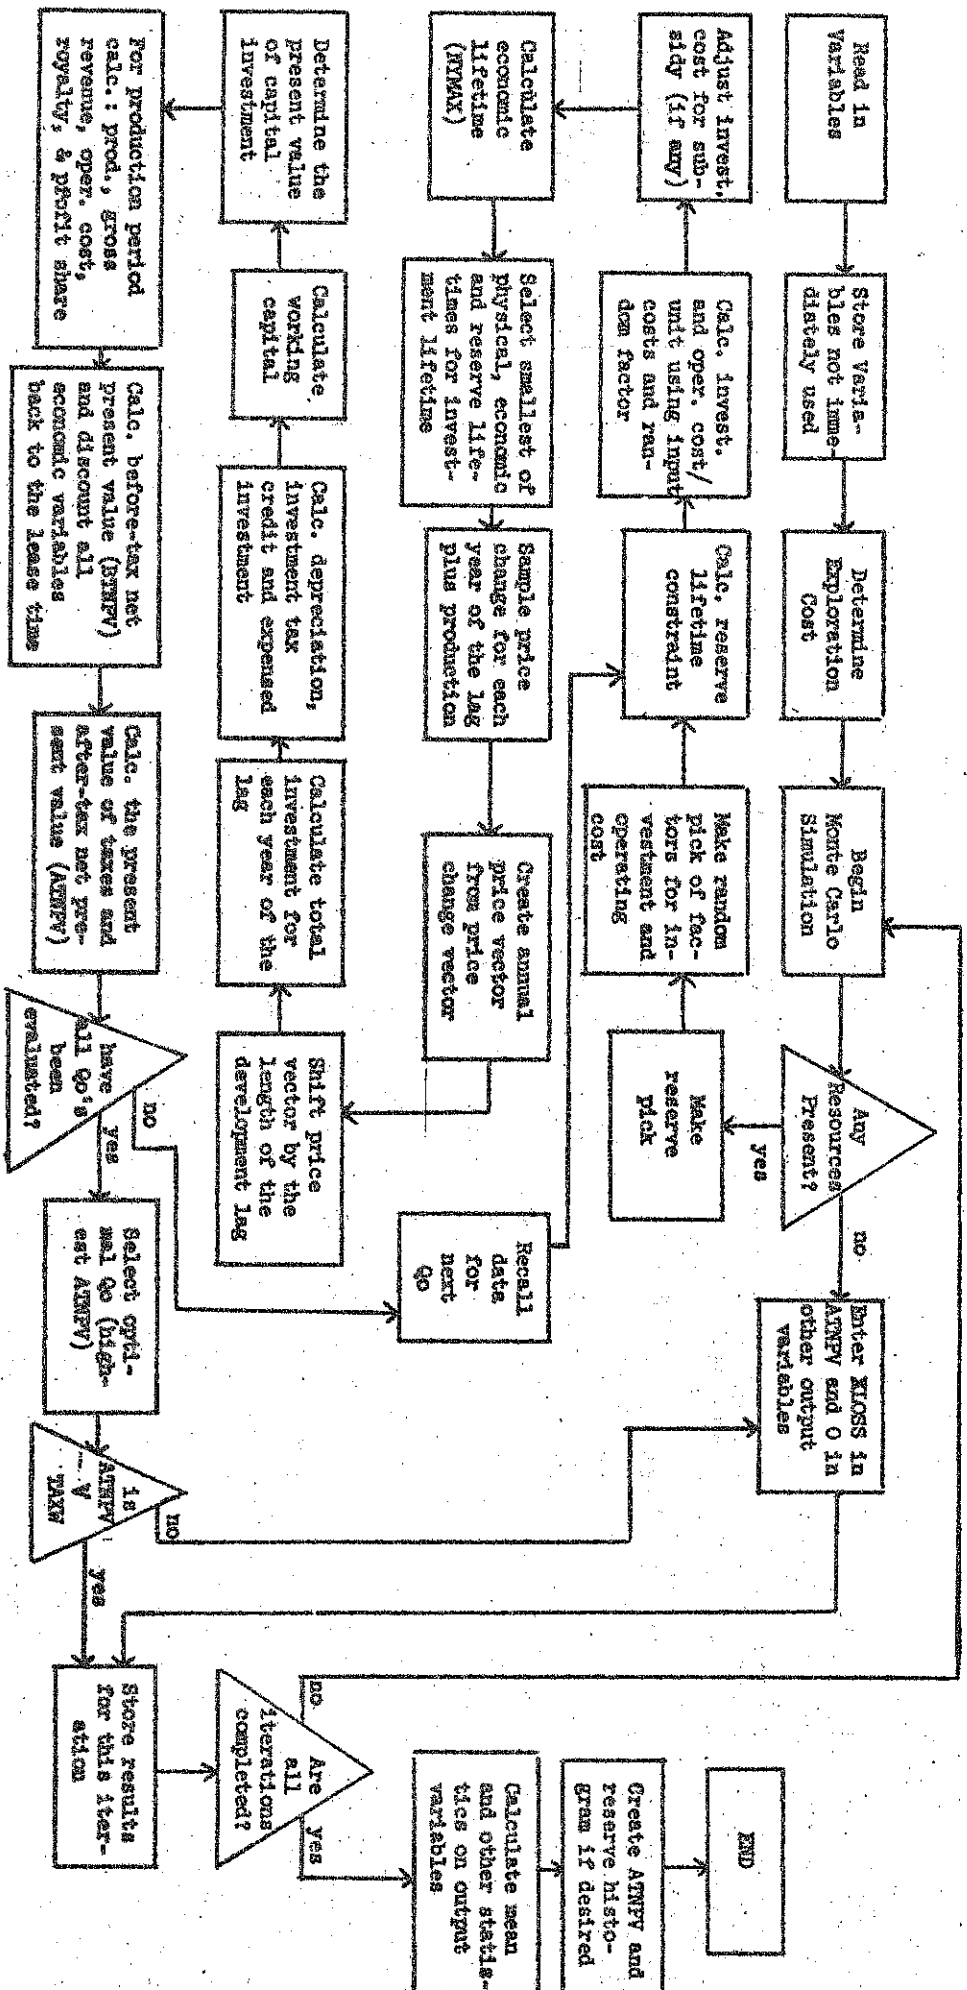 Read in
Variables
Store Varia-
bles not imme-
diately used
Determine
Exploration
Cost
Begin
Monte Carlo
Simulation
Any
Resources
Present?
no
yes
Enter XLOSS in
ATNPV and 0 in
other output
variables
Make
reserve
pick
Make random
pick of fac-
tors for in-
vestment and
operating
cost
Calc. reserve
lifetime
constraint
Calc. invest.
and oper. cost/
unit using input
costs and ran-
dom factor
Adjust invest.
cost for sub-
sidy (if any)
Calculate
economic
lifetime
(NYMAX)
Select smallest of
physical, economic
and reserve life-
times for invest-
ment lifetime
Sample price
change for each
year of the lag
plus production
Create annual
price vector
from price
change vector
Recall
data
for
next
Qo
Shift price
vector by the
length of the
development lag
Calculate total
investment for
each year of the
lag
Calc. depreciation,
investment tax
credit and expensed
investment
Calculate
working
capital
Determine the
present value
of capital
investment
For production period
calc.: prod., gross
revenue, oper. cost,
royalty, & profit share
Calc. before-tax net
present value (BTNPV)
and discount all
economic variables
back to the lease time
Calc. the present
value of taxes and
after-tax net pre-
sent value (ATNPV)
have
all Qo's
been
evaluated?
no
yes
Select opti-
mal Qo (high-
est ATNPV)
is
ATNPV
TAXW
no
yes
Store results
for this iter-
ation
Are
all
iterations
completed?
no
yes
Calculate mean
and other statis-
tics on output
variables
Create ATNPV and
reserve histo-
gram if desired
END